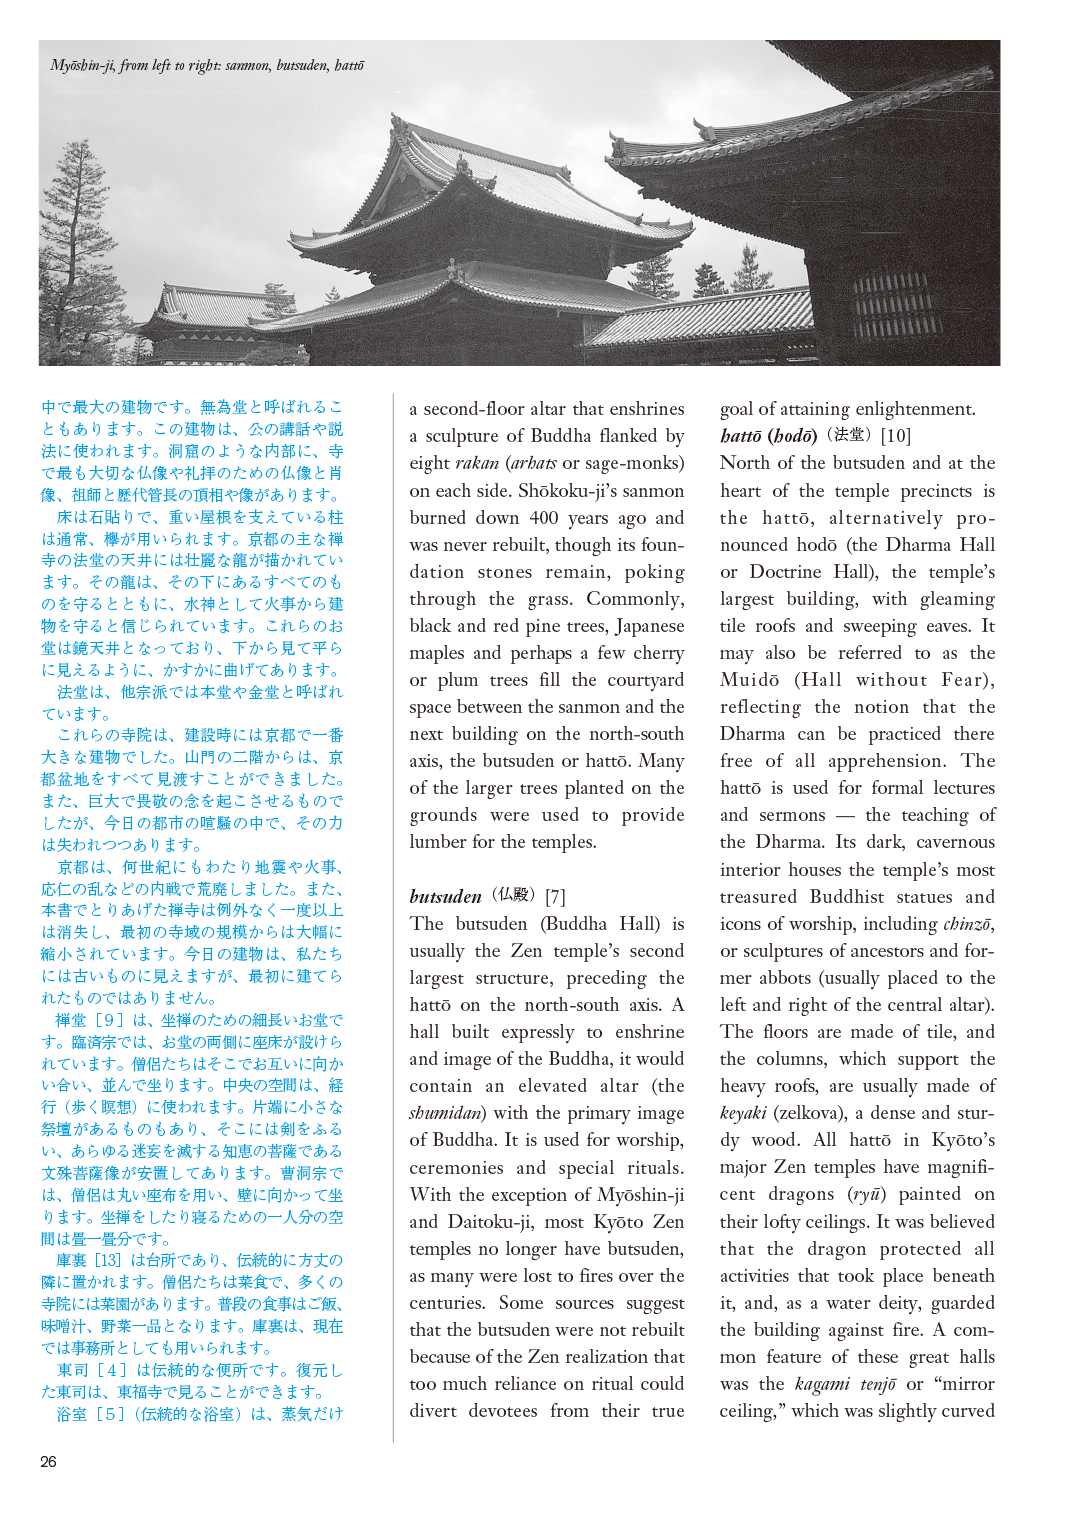 Myōshin-ji, from left to right: sanmon, butsuden, hattō
中で最大の建物です。無為堂と呼ばれるこ
ともあります。この建物は、公の講話や説
法に使われます。洞窟のような内部に、寺
で最も大切な仏像や礼拝のための仏像と肖
像、祖師と歴代管長の頂相や像があります。
床は石貼りで、重い屋根を支えている柱
は通常、欅が用いられます。京都の主な禅
寺の法堂の天井には壮麗な龍が描かれてい
ます。その龍は、その下にあるすべてのも
のを守るとともに、水神として火事から建
物を守ると信じられています。これらのお
堂は鏡天井となっており、下から見て平ら
に見えるように、かすかに曲げてあります。
法堂は、他宗派では本堂や金堂と呼ばれ
ています。
これらの寺院は、建設時には京都で一番
大きな建物でした。山門の二階からは、京
都盆地をすべて見渡すことができました。
また、巨大で畏敬の念を起こさせるもので
したが、今日の都市の喧騒の中で、その力
は失われつつあります。
京都は、何世紀にもわたり地震や火事、
応仁の乱などの内戦で荒廃しました。また、
本書でとりあげた禅寺は例外なく一度以上
は消失し、最初の寺域の規模からは大幅に
縮小されています。今日の建物は、私たち
には古いものに見えますが、最初に建てら
れたものではありません。
禅堂［９］は、坐禅のための細長いお堂で
す。臨済宗では、お堂の両側に座床が設けら
れています。僧侶たちはそこでお互いに向か
い合い、並んで坐ります。中央の空間は、経
行（歩く瞑想）に使われます。片端に小さな
祭壇があるものもあり、そこには剣をふる
い、あらゆる迷妄を滅する知恵の菩薩である
文殊菩薩像が安置してあります。曹洞宗で
は、僧侶は丸い座布を用い、壁に向かって坐
ります。坐禅をしたり寝るための一人分の空
間は畳一畳分です。
庫裏［13］は台所であり、伝統的に方丈の
隣に置かれます。僧侶たちは菜食で、多くの
寺院には菜園があります。普段の食事はご飯、
味噌汁、野菜一品となります。庫裏は、現在
では事務所としても用いられます。
東司［４］は伝統的な便所です。復元し
た東司は、東福寺で見ることができます。
浴室［５］（伝統的な浴室）は、蒸気だけ
a second-floor altar that enshrines
a sculpture of Buddha flanked by
eight rakan (arhats or sage-monks)
on each side. Shōkoku-ji’s sanmon
burned down 400 years ago and
was never rebuilt, though its foun-
dation stones remain, poking
through the grass. Commonly,
black and red pine trees, Japanese
maples and perhaps a few cherry
or plum trees fill the courtyard
space between the sanmon and the
next building on the north-south
axis, the butsuden or hattō. Many
of the larger trees planted on the
grounds were used to provide
lumber for the temples.
butsuden（仏殿）[7]
The butsuden (Buddha Hall) is
usually the Zen temple’s second
largest structure, preceding the
hattō on the north-south axis. A
hall built expressly to enshrine
and image of the Buddha, it would
contain an elevated altar (the
shumidan) with the primary image
of Buddha. It is used for worship,
ceremonies and special rituals.
With the exception of Myōshin-ji
and Daitoku-ji, most Kyōto Zen
temples no longer have butsuden,
as many were lost to fires over the
centuries. Some sources suggest
that the butsuden were not rebuilt
because of the Zen realization that
too much reliance on ritual could
divert devotees from their true
goal of attaining enlightenment.
hattō (hodō)（法堂）[10]
North of the butsuden and at the
heart of the temple precincts is
the hattō, alternatively pro-
nounced hodō (the Dharma Hall
or Doctrine Hall), the temple’s
largest building, with gleaming
tile roofs and sweeping eaves. It
may also be referred to as the
Muidō (Hall without Fear),
reflecting the notion that the
Dharma can be practiced there
free of all apprehension. The
hattō is used for formal lectures
and sermons — the teaching of
the Dharma. Its dark, cavernous
interior houses the temple’s most
treasured Buddhist statues and
icons of worship, including chinzō,
or sculptures of ancestors and for-
mer abbots (usually placed to the
left and right of the central altar).
The floors are made of tile, and
the columns, which support the
heavy roofs, are usually made of
keyaki (zelkova), a dense and stur-
dy wood. All hattō in Kyōto’s
major Zen temples have magnifi-
cent dragons (ryū) painted on
their lofty ceilings. It was believed
that the dragon protected all
activities that took place beneath
it, and, as a water deity, guarded
the building against fire. A com-
mon feature of these great halls
was the kagami tenjō or “mirror
ceiling,” which was slightly curved
26